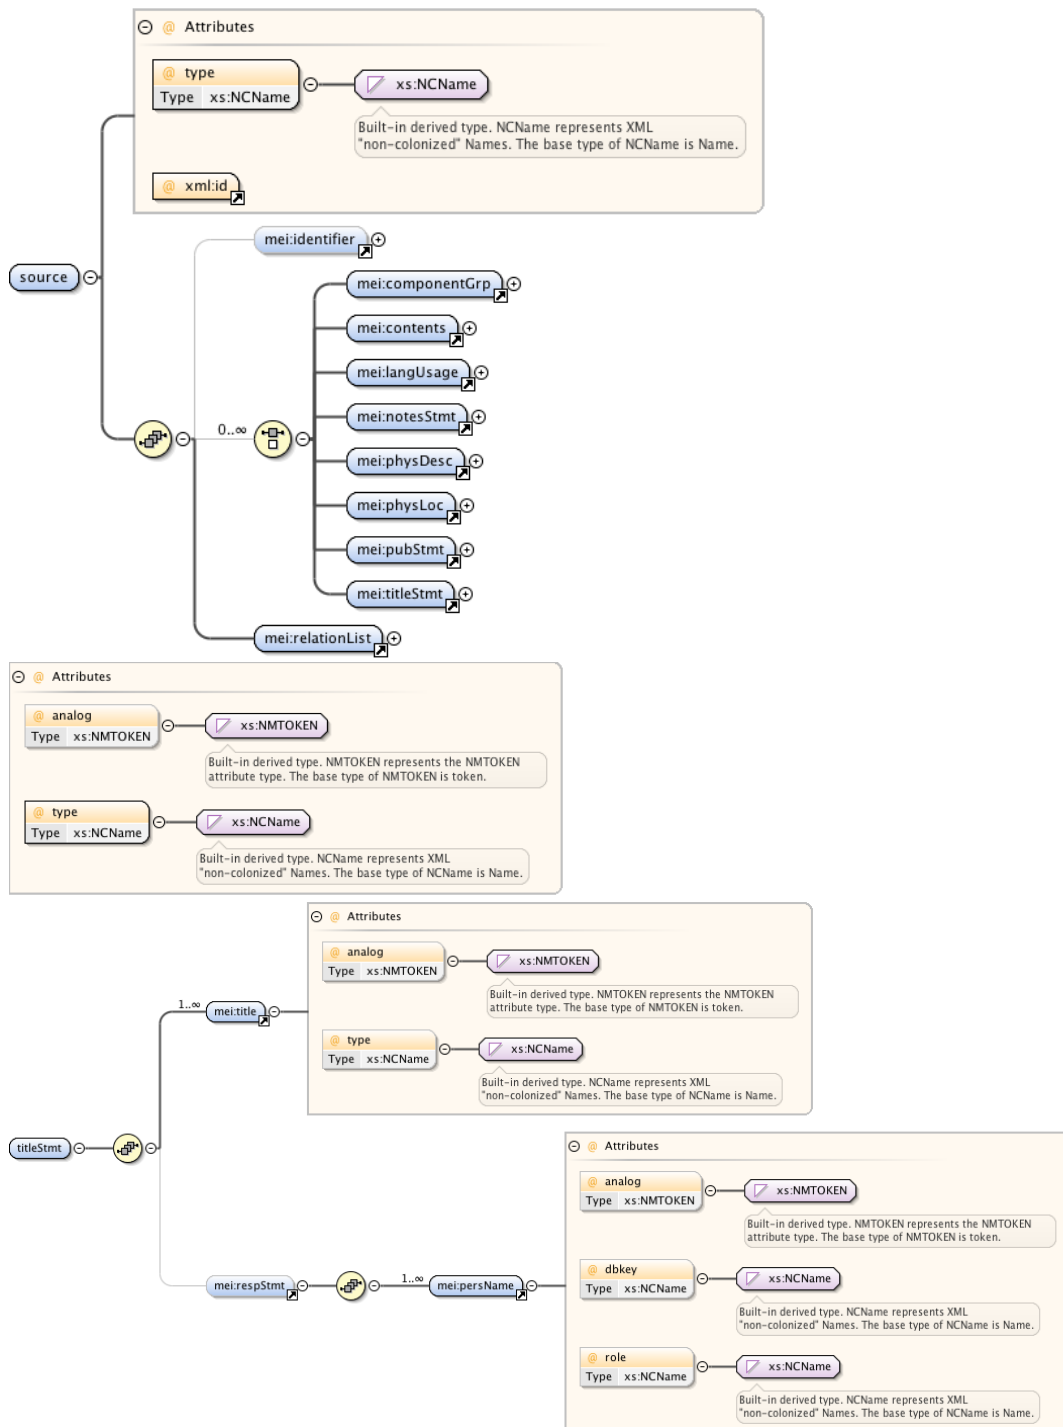 @ Attributes
@ type
Type xs:NCName
xs:NCName
Built-in derived type. NCName represents XML
"non-colonized" Names. The base type of NCName is Name.
@ xml:id
source
mei:identifier
mei:componentGrp
mei:contents
mei:langUsage
mei:notesStmt
0..∞
mei:physDesc
mei:physLoc
mei:pubStmt
mei:titleStmt
mei:relationList
@ Attributes
@ analog
Type xs:NMTOKEN
xs:NMTOKEN
Built-in derived type. NMTOKEN represents the NMTOKEN
attribute type. The base type of NMTOKEN is token.
@ type
Type xs:NCName
xs:NCName
Built-in derived type. NCName represents XML
"non-colonized" Names. The base type of NCName is Name.
@ Attributes
@ analog
Type xs:NMTOKEN
xs:NMTOKEN
Built-in derived type. NMTOKEN represents the NMTOKEN
attribute type. The base type of NMTOKEN is token.
1..∞
mei:title
@ type
Type xs:NCName
xs:NCName
Built-in derived type. NCName represents XML
"non-colonized" Names. The base type of NCName is Name.
titleStmt
@ Attributes
@ analog
Type xs:NMTOKEN
xs:NMTOKEN
Built-in derived type. NMTOKEN represents the NMTOKEN
attribute type. The base type of NMTOKEN is token.
mei:respStmt
1..∞
mei:persName
@ dbkey
Type xs:NCName
xs:NCName
Built-in derived type. NCName represents XML
"non-colonized" Names. The base type of NCName is Name.
@ role
Type xs:NCName
xs:NCName
Built-in derived type. NCName represents XML
"non-colonized" Names. The base type of NCName is Name.